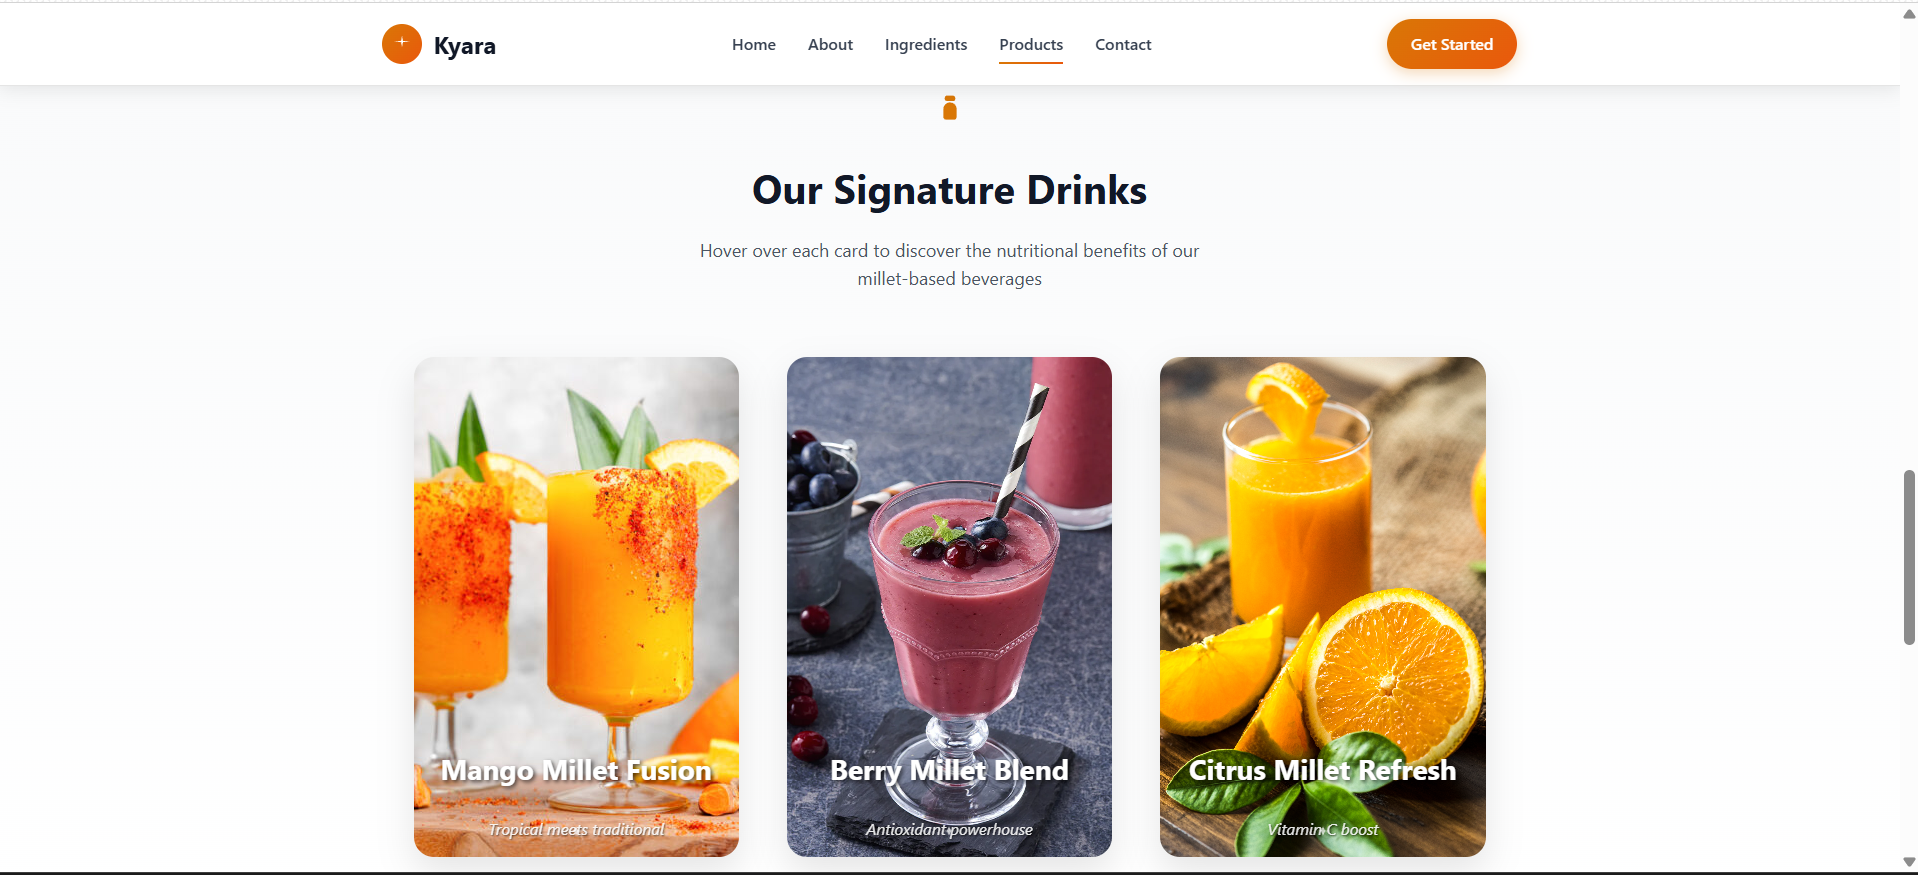 Kyara
Home
About
Ingredients
Products
Contact
Get Started
Our Signature Drinks
Hover over each card to discover the nutritional benefits of our
millet-based beverages
Mango Millet Fusion
Tropical meets traditional
Berry Millet Blend
Antioxidant powerhouse
Citrus Millet Refresh
Vitamin C boost